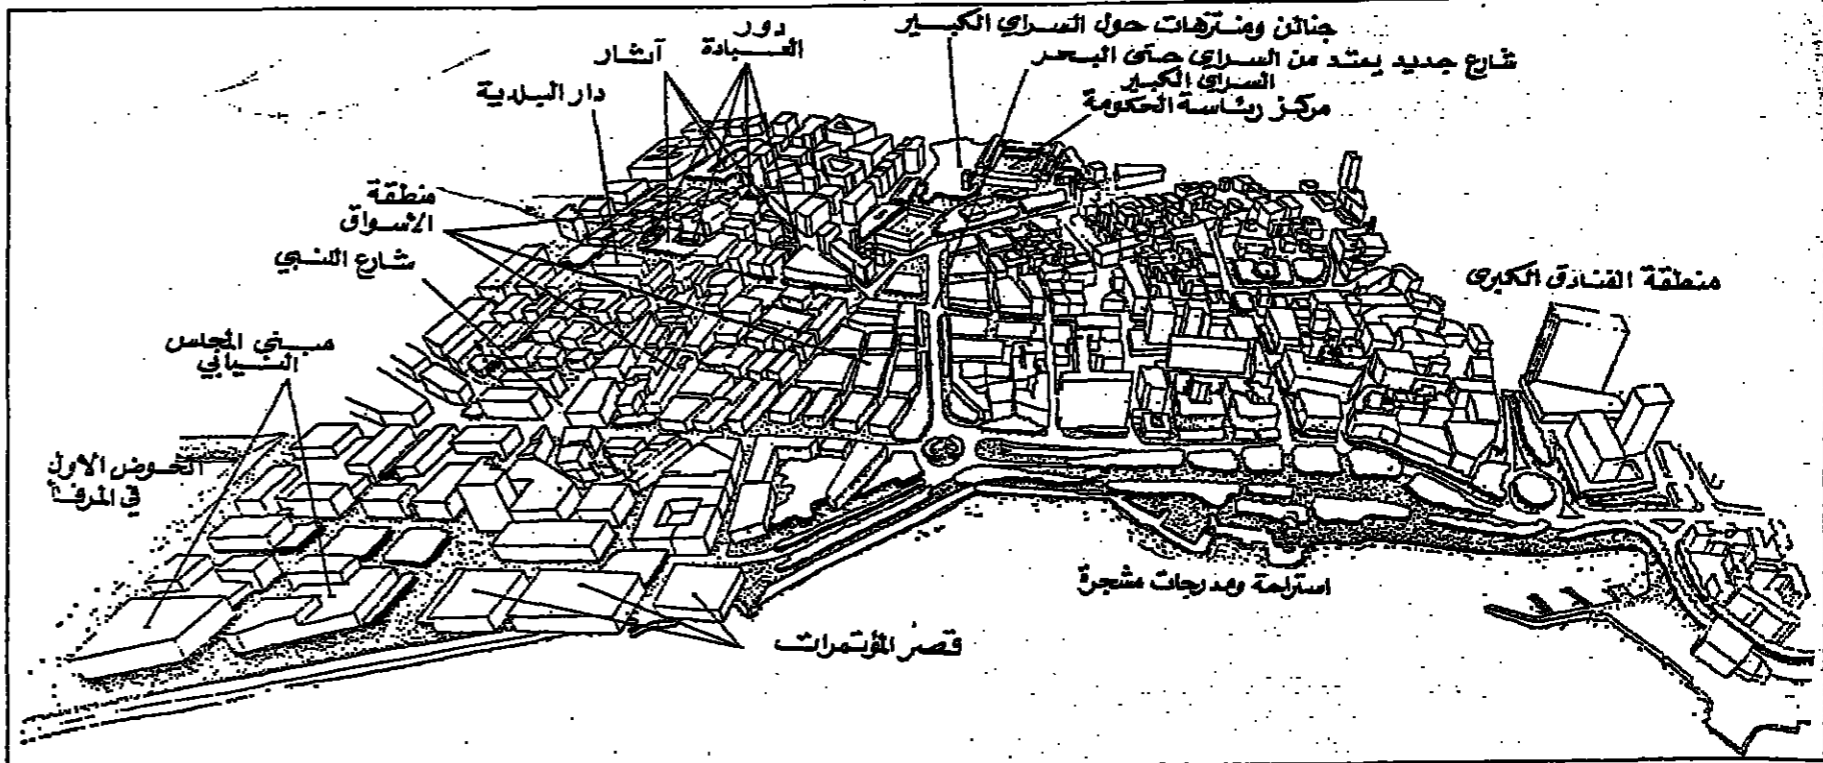 جنائن ومنتزهات حول السراي الكبير
شارع جديد يمتد من السراي حتى البحر
السراي الكبير
مركز رئاسة الحكومة
دور
العبادة
آثار
دار البلدية
منطقة
الأسواق
شارع اللنبي
منطقة الفنادق الكبرى
مبنى المجلس
النيابي
الحوض الاول
في المرفأ
استراحة ومدرجات مشجرة
قصر المؤتمرات